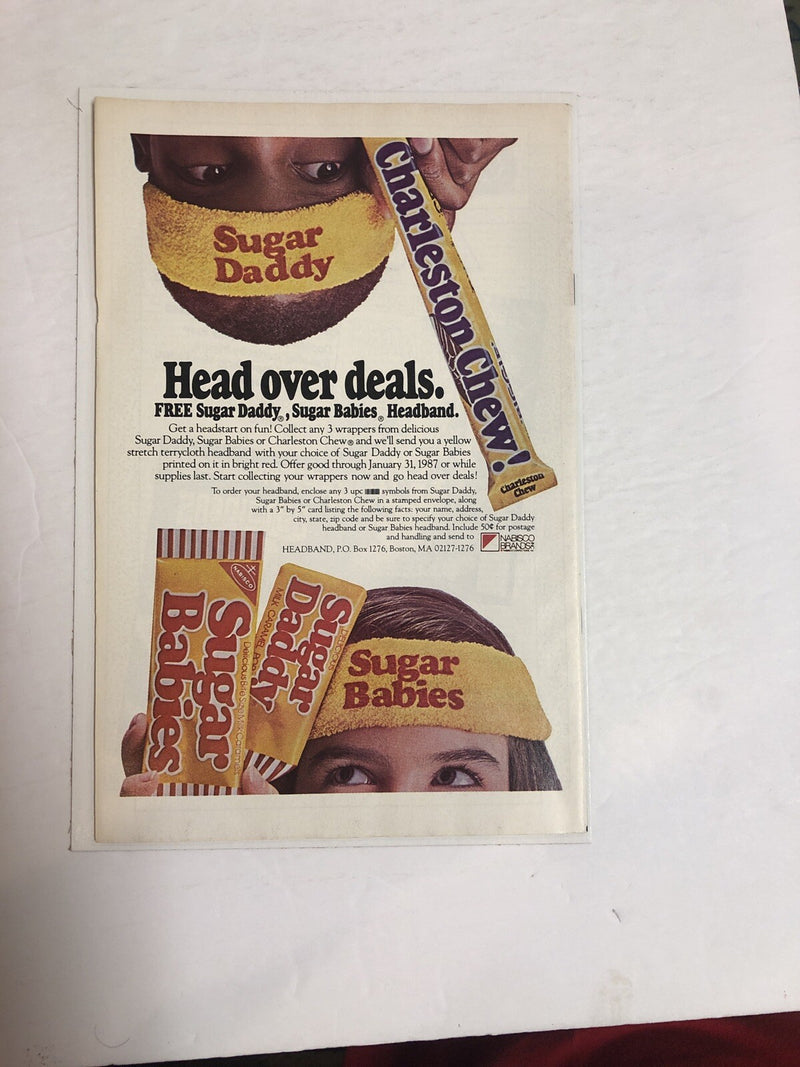 Sugar
Daddy
Charleston Chew!
Charleston
Chew
Head over deals.
FREE Sugar Daddy®, Sugar Babies® Headband.
Get a headstart on fun! Collect any 3 wrappers from delicious
Sugar Daddy, Sugar Babies or Charleston Chew® and we'll send you a yellow
stretch terrycloth headband with your choice of Sugar Daddy or Sugar Babies
printed on it in bright red. Offer good through January 31, 1987 or while
supplies last. Start collecting your wrappers now and go head over deals!
To order your headband, enclose any 3 upc symbols from Sugar Daddy,
Sugar Babies or Charleston Chew in a stamped envelope, along
with a 3" by 5" card listing the following facts: your name, address,
city, state, zip code and be sure to specify your choice of Sugar Daddy
headband or Sugar Babies headband. Include 50¢ for postage
and handling and send to
HEADBAND, P.O. Box 1276, Boston, MA 02127-1276
NABISCO
BRANDS
NABISCO
Sugar
Babies
DELICIOUS
Sugar
Daddy
MILK CARAMEL POP
Sugar
Babies